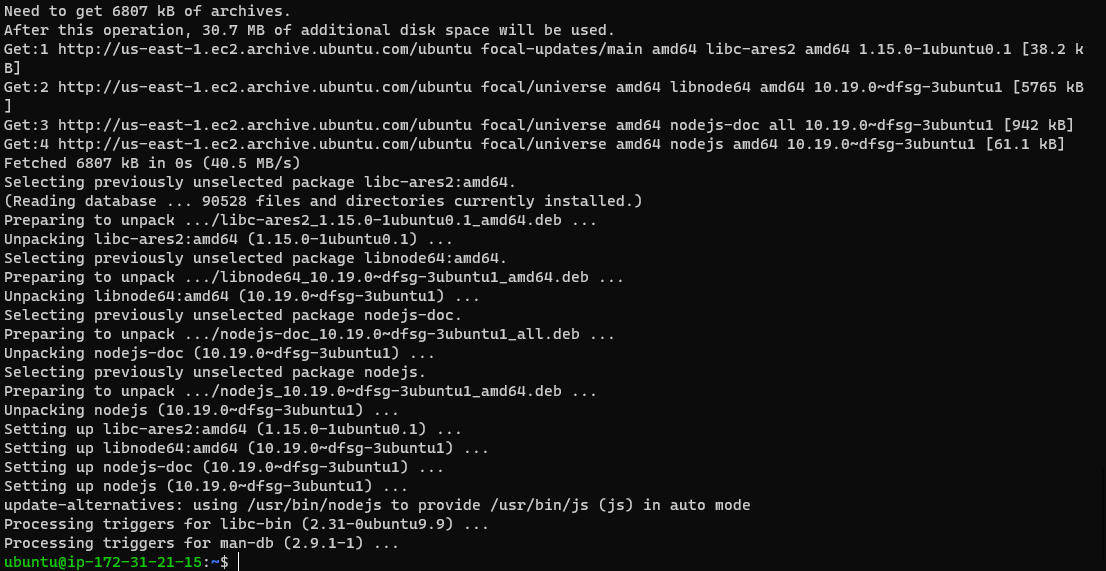 Need to get 6807 kB of archives.
After this operation, 30.7 MB of additional disk space will be used.
Get:1 http://us-east-1.ec2.archive.ubuntu.com/ubuntu focal-updates/main amd64 libc-ares2 amd64 1.15.0-1ubuntu0.1 [38.2 k
B]
Get:2 http://us-east-1.ec2.archive.ubuntu.com/ubuntu focal/universe amd64 libnode64 amd64 10.19.0~dfsg-3ubuntu1 [5765 kB
]
Get:3 http://us-east-1.ec2.archive.ubuntu.com/ubuntu focal/universe amd64 nodejs-doc all 10.19.0~dfsg-3ubuntu1 [942 kB]
Get:4 http://us-east-1.ec2.archive.ubuntu.com/ubuntu focal/universe amd64 nodejs amd64 10.19.0~dfsg-3ubuntu1 [61.1 kB]
Fetched 6807 kB in 0s (40.5 MB/s)
Selecting previously unselected package libc-ares2:amd64.
(Reading database ... 90528 files and directories currently installed.)
Preparing to unpack .../libc-ares2_1.15.0-1ubuntu0.1_amd64.deb ...
Unpacking libc-ares2:amd64 (1.15.0-1ubuntu0.1) ...
Selecting previously unselected package libnode64:amd64.
Preparing to unpack .../libnode64_10.19.0~dfsg-3ubuntu1_amd64.deb ...
Unpacking libnode64:amd64 (10.19.0~dfsg-3ubuntu1) ...
Selecting previously unselected package nodejs-doc.
Preparing to unpack .../nodejs-doc_10.19.0~dfsg-3ubuntu1_all.deb ...
Unpacking nodejs-doc (10.19.0~dfsg-3ubuntu1) ...
Selecting previously unselected package nodejs.
Preparing to unpack .../nodejs_10.19.0~dfsg-3ubuntu1_amd64.deb ...
Unpacking nodejs (10.19.0~dfsg-3ubuntu1) ...
Setting up libc-ares2:amd64 (1.15.0-1ubuntu0.1) ...
Setting up libnode64:amd64 (10.19.0~dfsg-3ubuntu1) ...
Setting up nodejs-doc (10.19.0~dfsg-3ubuntu1) ...
Setting up nodejs (10.19.0~dfsg-3ubuntu1) ...
update-alternatives: using /usr/bin/nodejs to provide /usr/bin/js (js) in auto mode
Processing triggers for libc-bin (2.31-0ubuntu9.9) ...
Processing triggers for man-db (2.9.1-1) ...
ubuntu@ip-172-31-21-15:~$